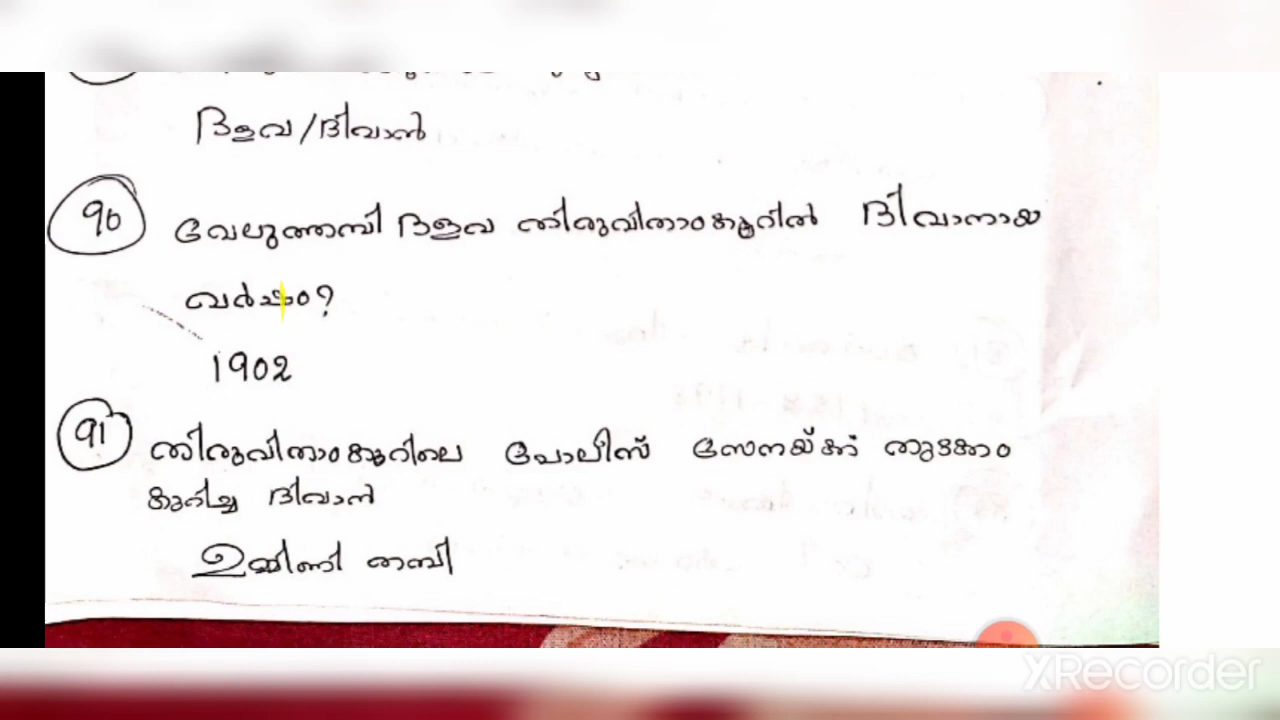 ദളവ/ദിവാൻ
90 വേലുത്തമ്പി ദളവ തിരുവിതാംകൂറിൽ ദിവാനായ
വർഷം?
1902
91 തിരുവിതാംകൂറിലെ പോലീസ് സേനയ്ക്ക് തുടക്കം
കുറിച്ച ദിവാൻ
ഉമ്മിണി തമ്പി
XRecorder